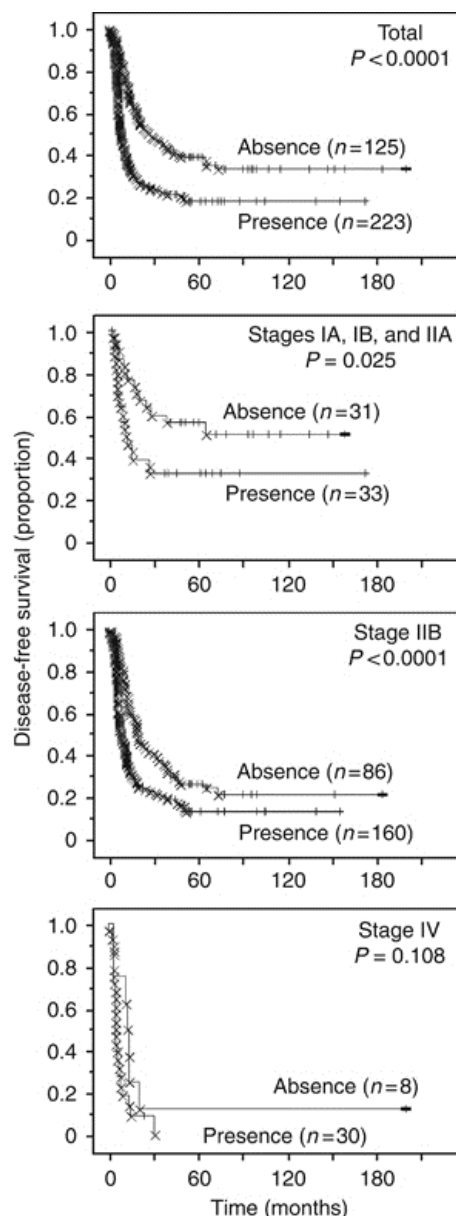 Total
P < 0.0001
1.0
0.8
0.6
0.4
0.2
0
Absence (n=125)
Presence (n=223)
0 60 120 180
Stages IA, IB, and IIA
P = 0.025
1.0
0.8
0.6
0.4
0.2
0
Absence (n=31)
Presence (n=33)
0 60 120 180
Disease-free survival (proportion)
Stage IIB
P<0.0001
1.0
0.8
0.6
0.4
0.2
0
Absence (n=86)
Presence (n=160)
0 60 120 180
Stage IV
P = 0.108
1.0
0.8
0.6
0.4
0.2
0
Absence (n=8)
Presence (n=30)
0 60 120 180
Time (months)